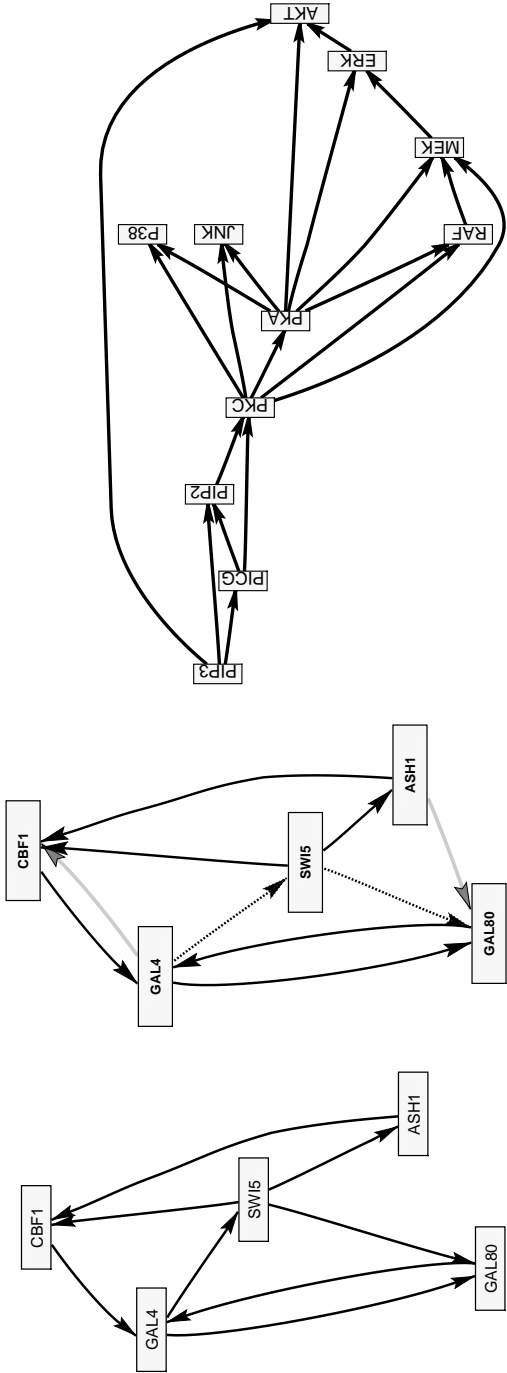 AKT
ERK
MEK
P38
JNK
RAF
PKA
PKC
PIP2
PICG
PIP3
CBF1
ASH1
SWI5
GAL4
GAL80
CBF1
ASH1
SWI5
GAL4
GAL80